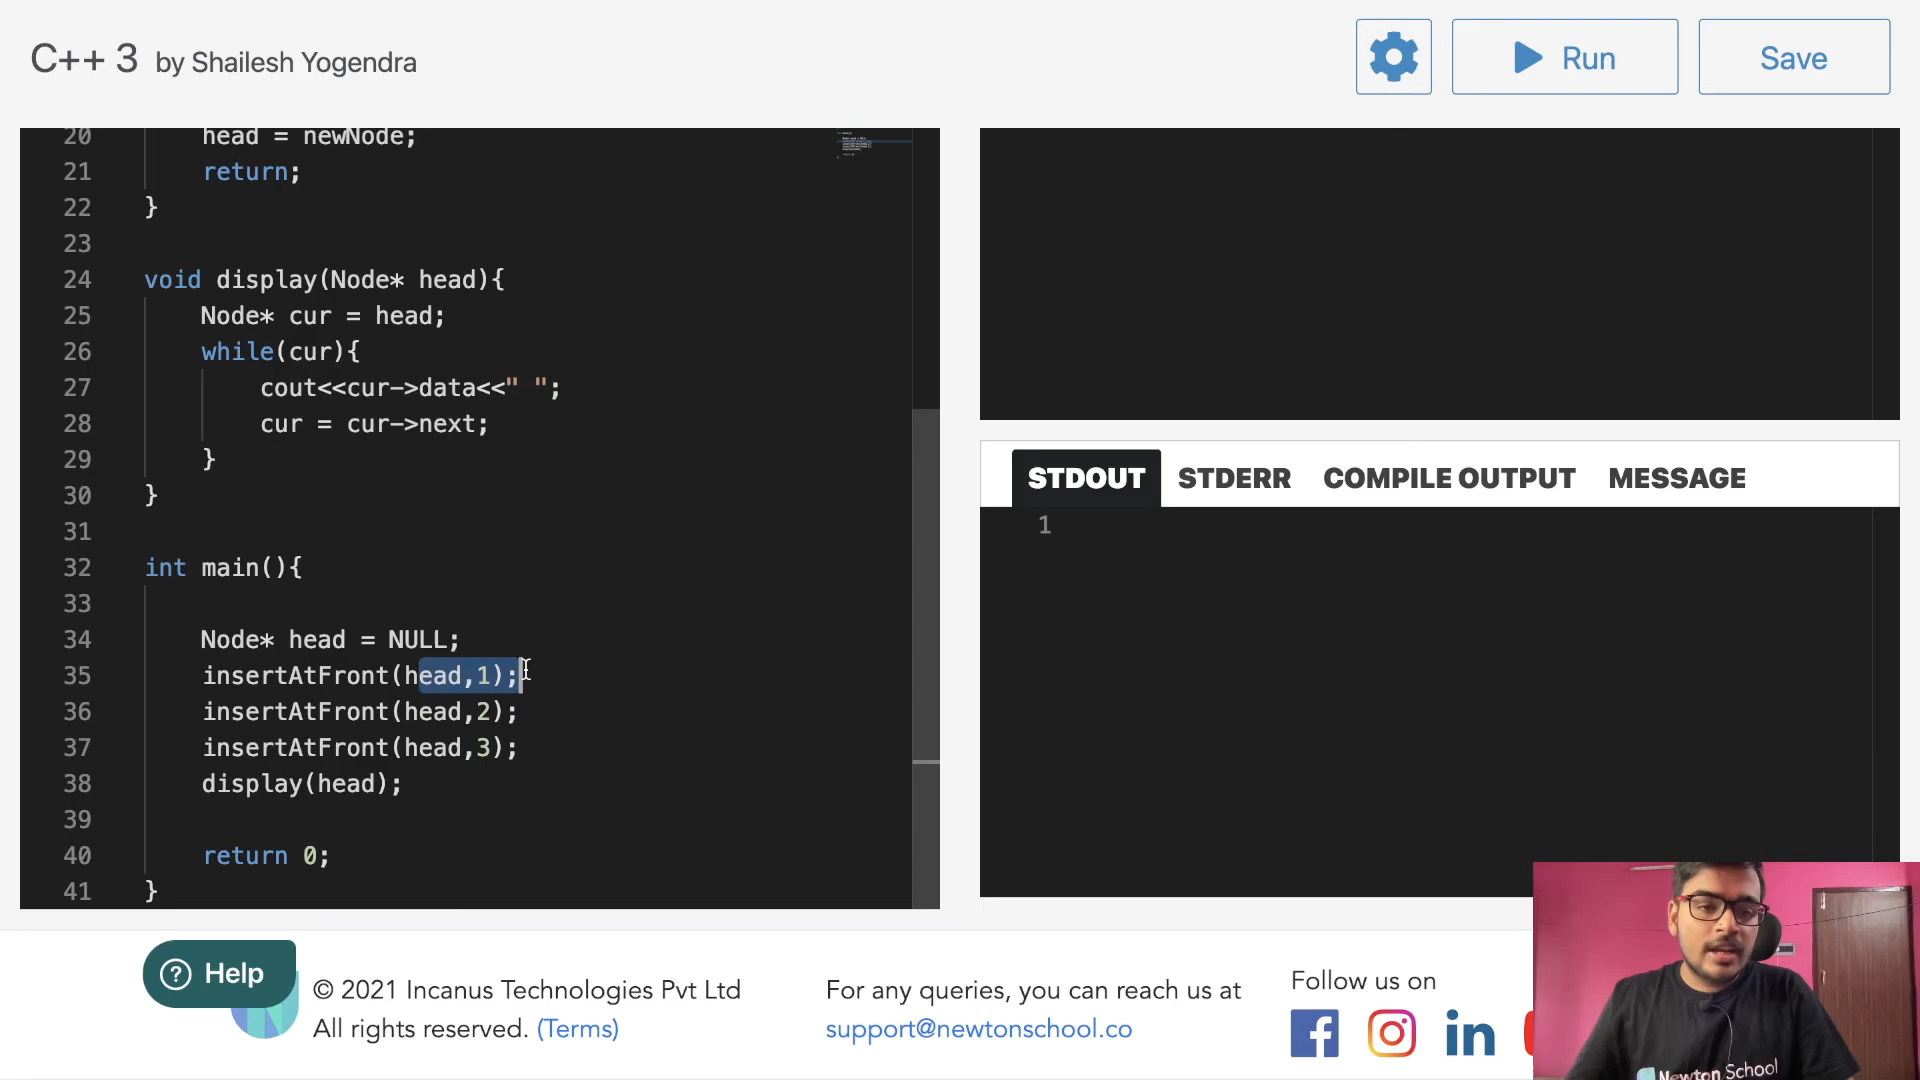 C++ 3 by Shailesh Yogendra
Run
Save
20 head = newNode;
21 return;
22 }
23
24 void display(Node* head){
25 Node* cur = head;
26 while(cur){
27 cout<<cur->data<<" ";
28 cur = cur->next;
29 }
30 }
31
32 int main(){
33
34 Node* head = NULL;
35 insertAtFront(head,1);
36 insertAtFront(head,2);
37 insertAtFront(head,3);
38 display(head);
39
40 return 0;
41 }
STDOUT STDERR COMPILE OUTPUT MESSAGE
1
? Help
© 2021 Incanus Technologies Pvt Ltd
All rights reserved. (Terms)
For any queries, you can reach us at
support@newtonschool.co
Follow us on
Newton School